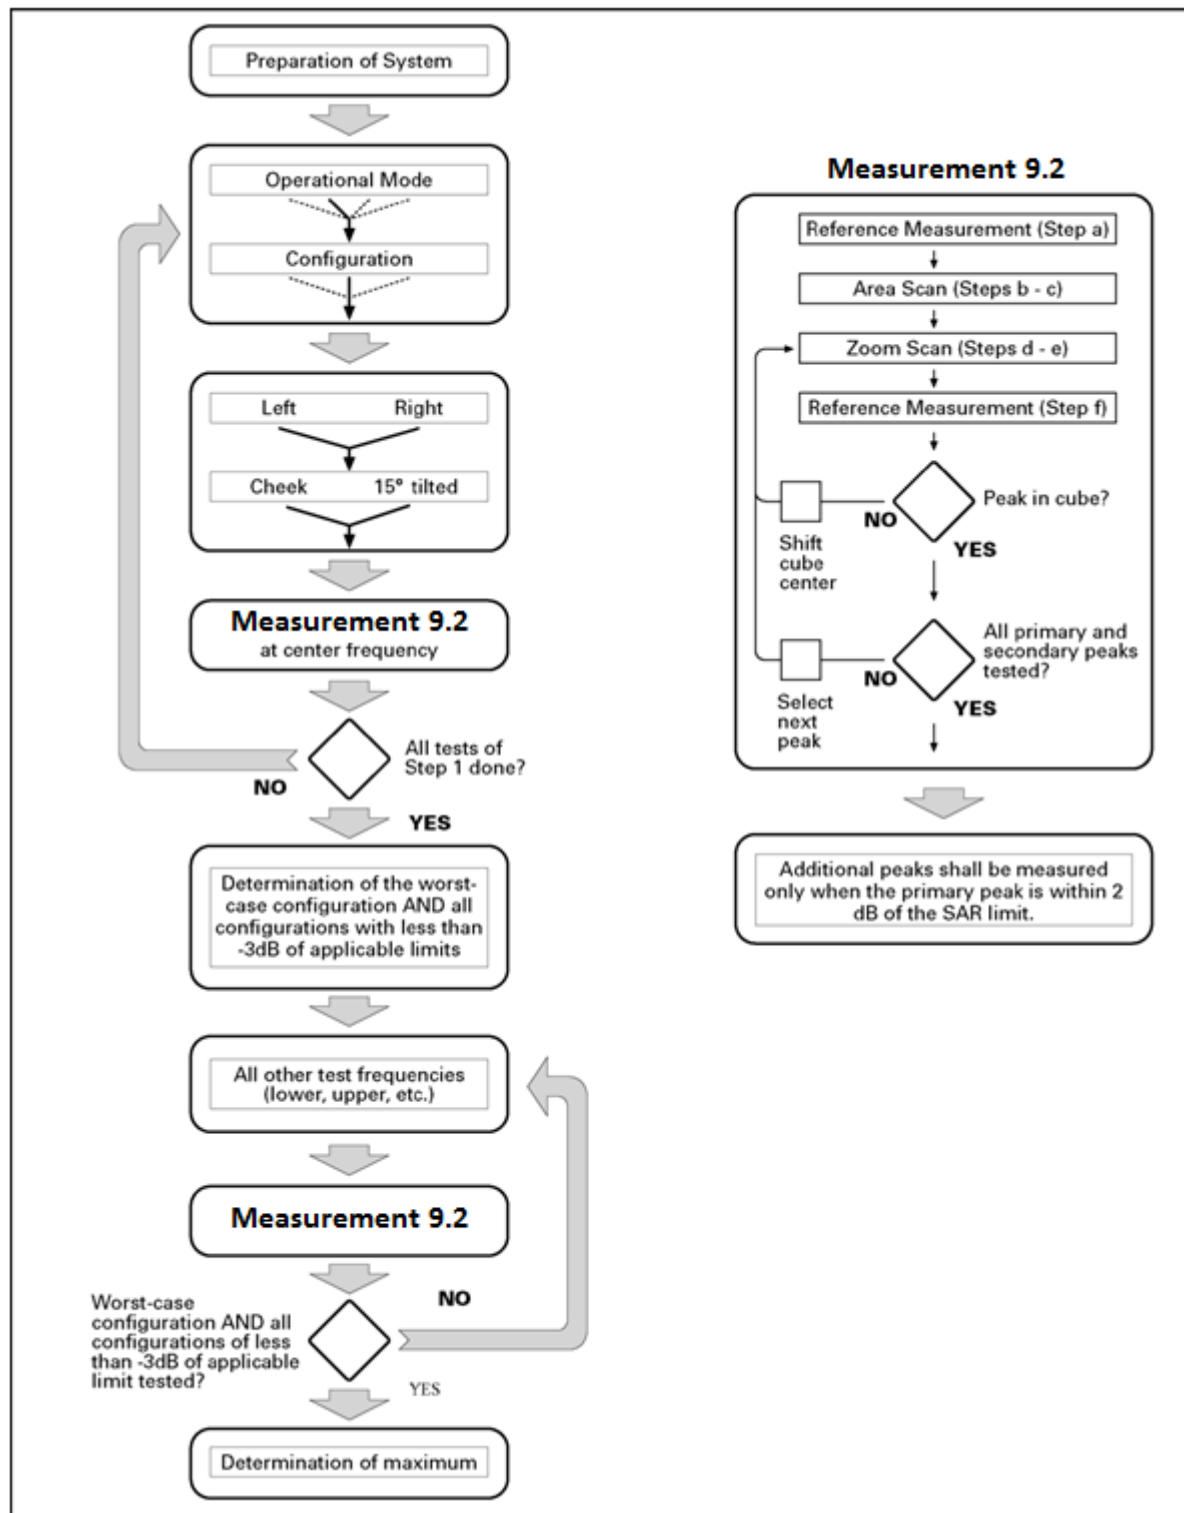 Preparation of System
Operational Mode
Configuration
Left Right
Cheek 15° tilted
Measurement 9.2
at center frequency
All tests of
Step 1 done?
NO
YES
Determination of the worst-
case configuration AND all
configurations with less than
-3dB of applicable limits
All other test frequencies
(lower, upper, etc.)
Measurement 9.2
NO
Worst-case
configuration AND all
configurations of less
than -3dB of applicable
limit tested?
YES
Determination of maximum
Measurement 9.2
Reference Measurement (Step a)
Area Scan (Steps b - c)
Zoom Scan (Steps d - e)
Reference Measurement (Step f)
Peak in cube?
NO
YES
Shift
cube
center
All primary and
secondary peaks
tested?
NO
YES
Select
next
peak
Additional peaks shall be measured
only when the primary peak is within 2
dB of the SAR limit.